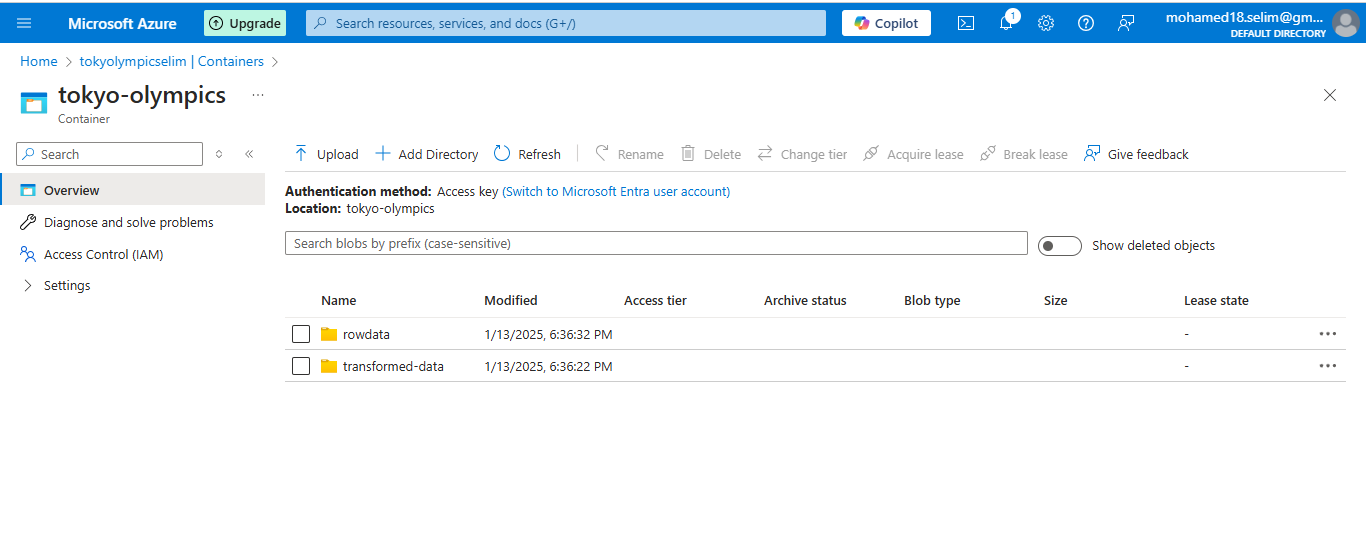 Microsoft Azure Upgrade Search resources, services, and docs (G+/) Copilot 1 mohamed18.selim@gm...
DEFAULT DIRECTORY
Home > tokyolympicselim | Containers >
tokyo-olympics ...
Container
Search Upload Add Directory Refresh Rename Delete Change tier Acquire lease Break lease Give feedback
Overview
Diagnose and solve problems
Access Control (IAM)
Settings
Authentication method: Access key (Switch to Microsoft Entra user account)
Location: tokyo-olympics
Search blobs by prefix (case-sensitive) Show deleted objects
Name Modified Access tier Archive status Blob type Size Lease state
rowdata 1/13/2025, 6:36:32 PM - ...
transformed-data 1/13/2025, 6:36:22 PM - ...